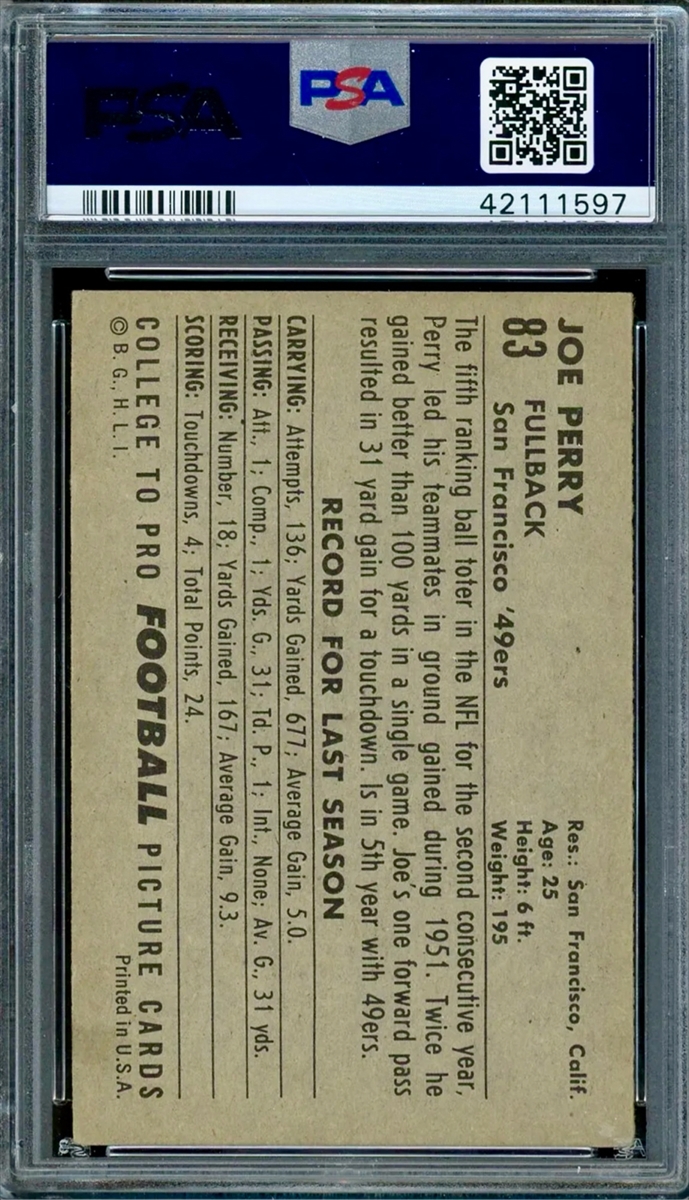 PSA
PSA
42111597
JOE PERRY
83 FULLBACK
San Francisco '49ers
Res.: San Francisco, Calif.
Age: 25
Height: 6 ft.
Weight: 195
The fifth ranking ball toter in the NFL for the second consecutive year,
Perry led his teammates in ground gained during 1951. Twice he
gained better than 100 yards in a single game. Joe's one forward pass
resulted in 31 yard gain for a touchdown. Is in 5th year with 49ers.
RECORD FOR LAST SEASON
CARRYING: Attempts, 136; Yards Gained, 677; Average Gain, 5.0.
PASSING: Att., 1; Comp., 1; Yds. G., 31; Td. P., 1; Int., None; Av. G., 31 yds.
RECEIVING: Number, 18; Yards Gained, 167; Average Gain, 9.3.
SCORING: Touchdowns, 4; Total Points, 24.
COLLEGE TO PRO FOOTBALL PICTURE CARDS
© B. G., H. L. I.
Printed in U.S.A.